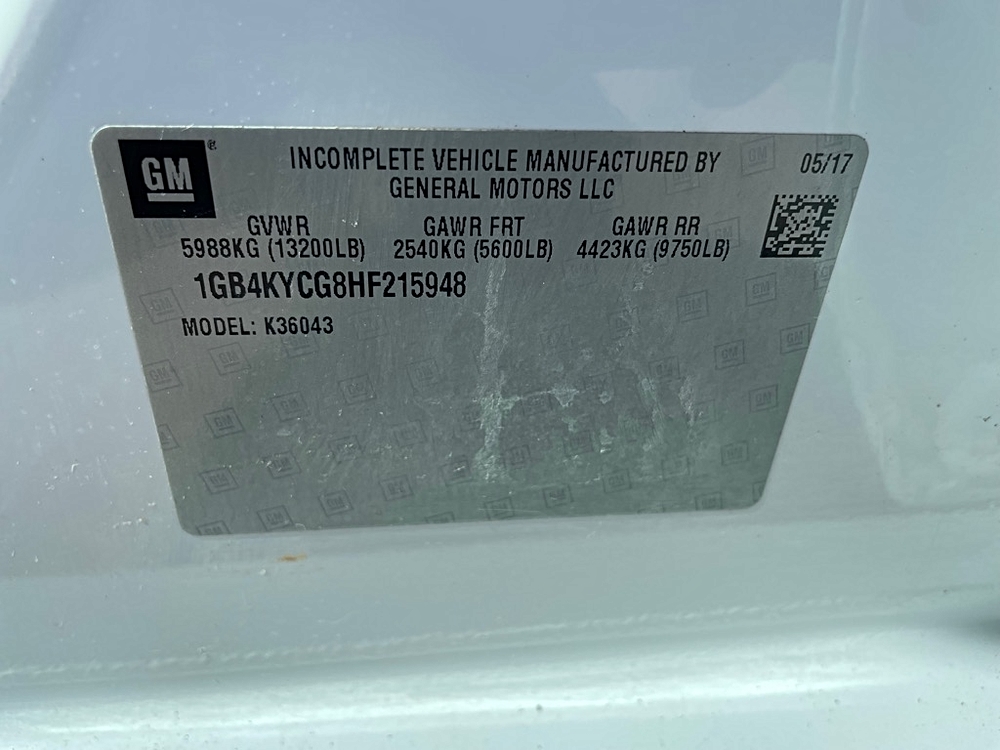 GM
INCOMPLETE VEHICLE MANUFACTURED BY
GENERAL MOTORS LLC
05/17
GVWR GAWR FRT GAWR RR
5988KG (13200LB) 2540KG (5600LB) 4423KG (9750LB)
1GB4KYCG8HF215948
MODEL: K36043